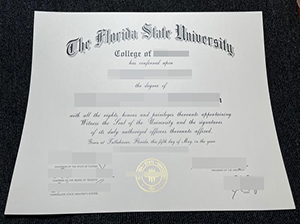 The Florida State University
College of
has conferred upon
the degree of
with all the rights, honors and privileges thereunto appertaining
Witness the Seal of the University and the signatures
of its duly authorized officers thereunto affixed.
Given at Tallahassee, Florida, the fifth day of May, in the year